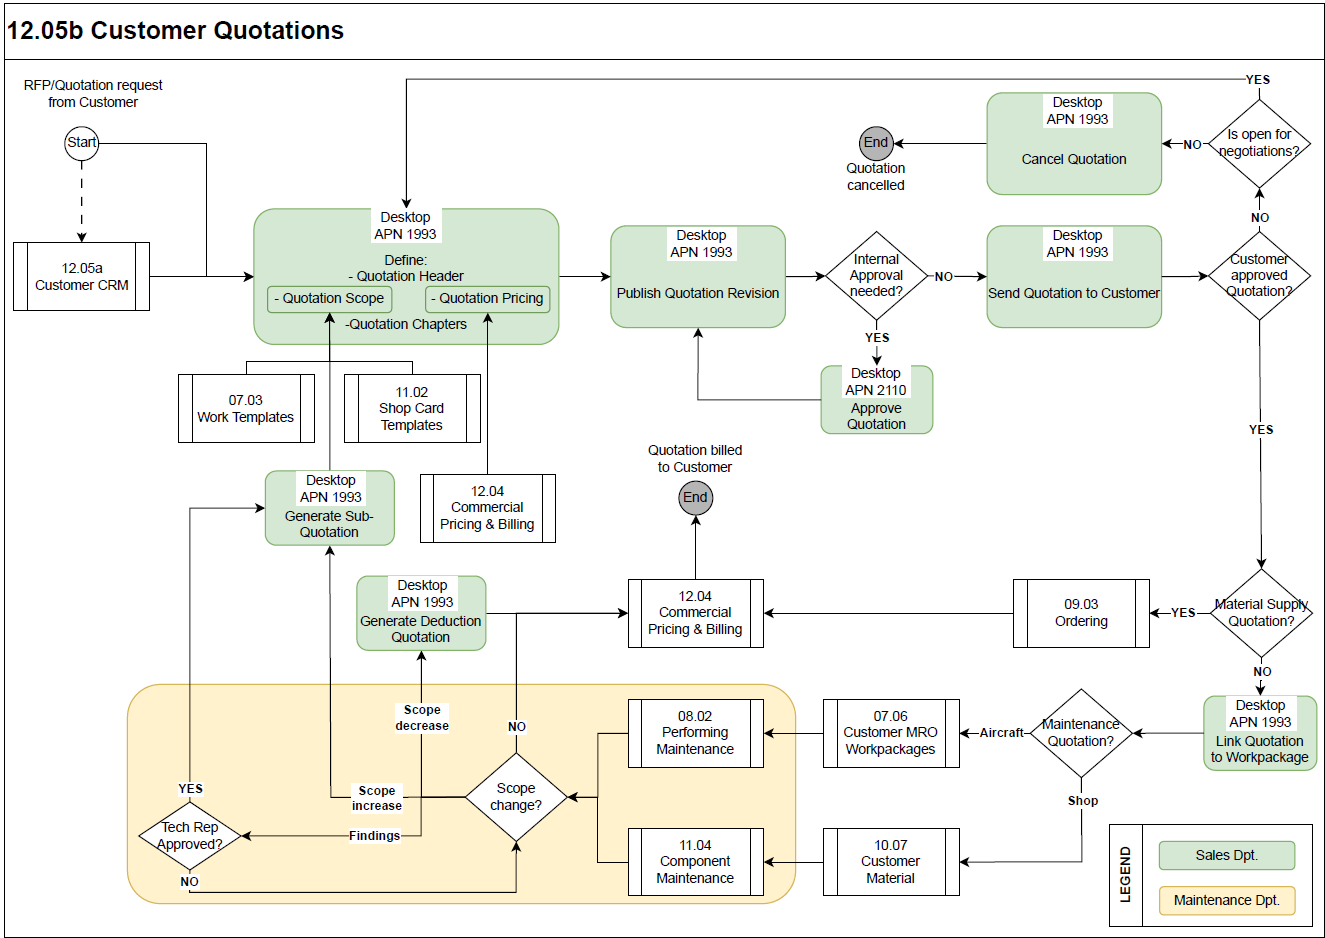 12.05b Customer Quotations
RFP/Quotation request
from Customer
Start
12.05a
Customer CRM
Desktop
APN 1993
Define:
- Quotation Header
- Quotation Scope
- Quotation Pricing
-Quotation Chapters
07.03
Work Templates
11.02
Shop Card
Templates
12.04
Commercial
Pricing & Billing
Desktop
APN 1993
Publish Quotation Revision
Internal
Approval
needed?
NO
YES
Desktop
APN 2110
Approve
Quotation
Desktop
APN 1993
Send Quotation to Customer
Customer
approved
Quotation?
NO
Is open for
negotiations?
YES
NO
Desktop
APN 1993
Cancel Quotation
End
Quotation
cancelled
YES
Material Supply
Quotation?
YES
09.03
Ordering
12.04
Commercial
Pricing & Billing
Quotation billed
to Customer
End
NO
Desktop
APN 1993
Link Quotation
to Workpackage
Maintenance
Quotation?
Aircraft
07.06
Customer MRO
Workpackages
08.02
Performing
Maintenance
Shop
10.07
Customer
Material
11.04
Component
Maintenance
Scope
change?
NO
Scope
decrease
Desktop
APN 1993
Generate Deduction
Quotation
Scope
increase
Desktop
APN 1993
Generate Sub-
Quotation
Findings
Tech Rep
Approved?
YES
NO
LEGEND
Sales Dpt.
Maintenance Dpt.